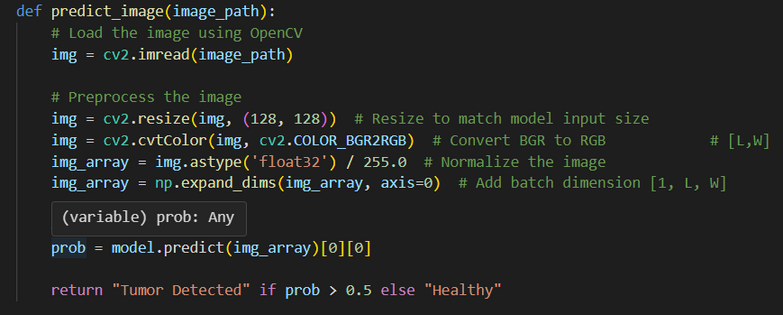 def predict_image(image_path):
# Load the image using OpenCV
img = cv2.imread(image_path)
# Preprocess the image
img = cv2.resize(img, (128, 128))  # Resize to match model input size
img = cv2.cvtColor(img, cv2.COLOR_BGR2RGB)  # Convert BGR to RGB # [L,W]
img_array = img.astype('float32') / 255.0  # Normalize the image
img_array = np.expand_dims(img_array, axis=0)  # Add batch dimension [1, L, W]
(variable) prob: Any
prob = model.predict(img_array)[0][0]
return "Tumor Detected" if prob > 0.5 else "Healthy"